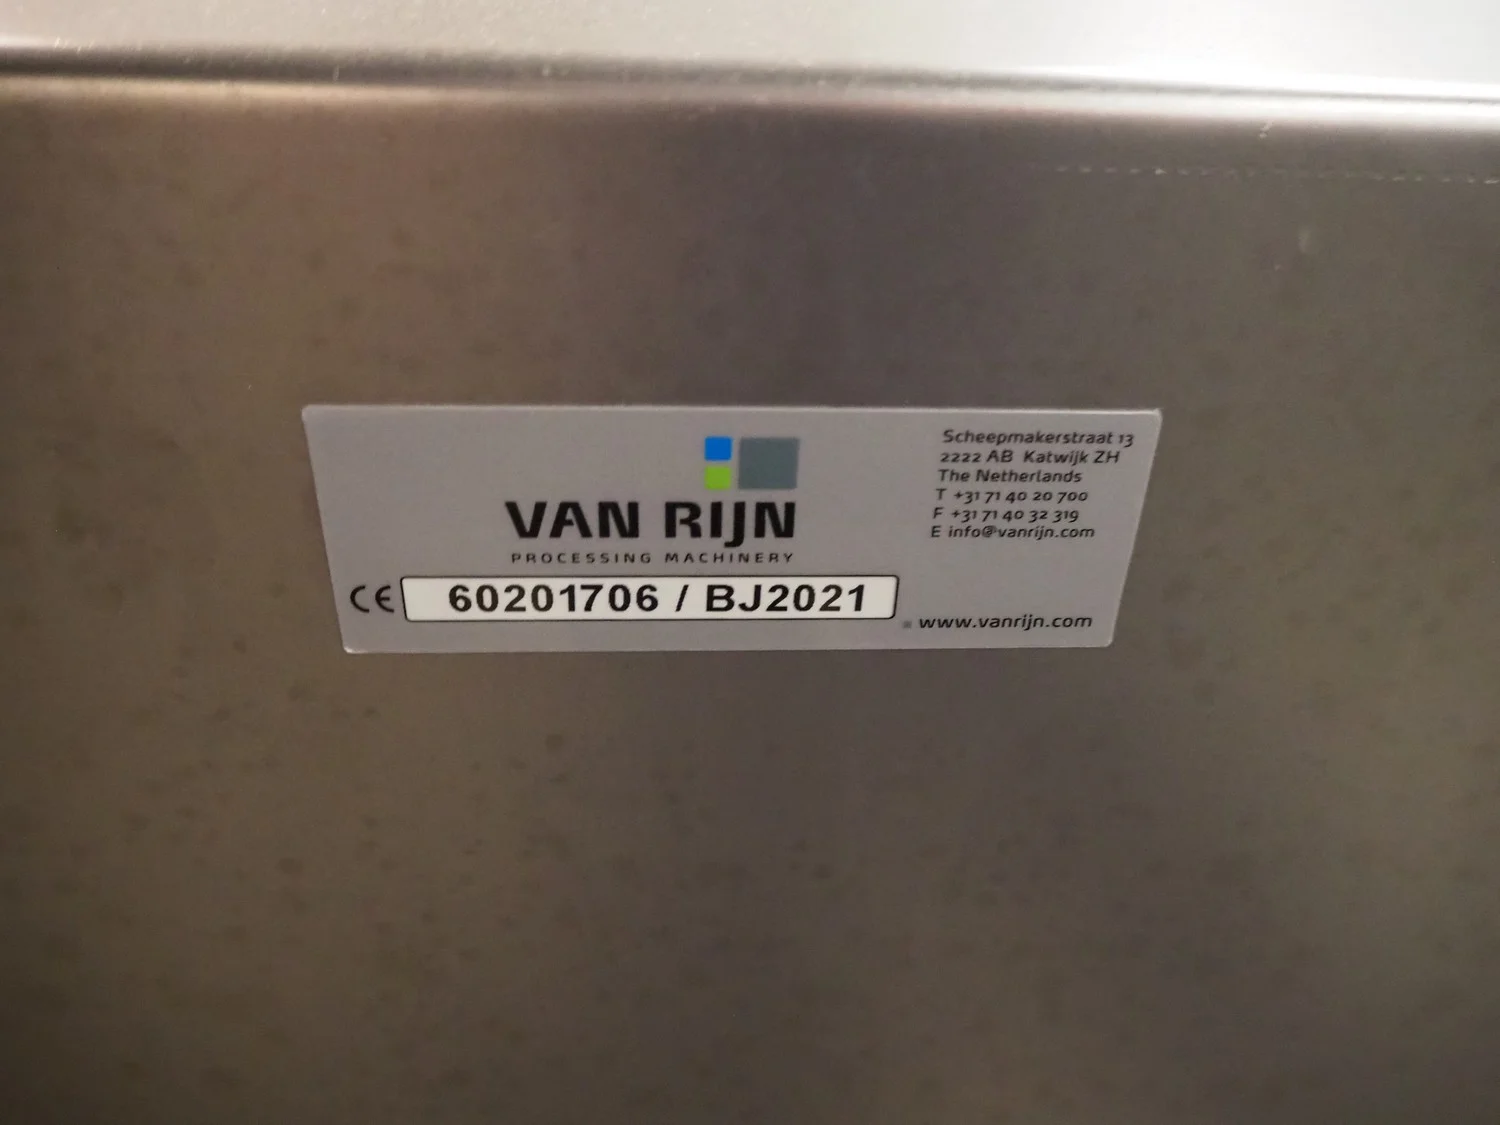 VAN RIJN
PROCESSING MACHINERY
CE 60201706 / BJ2021
Scheepmakerstraat 13
2222 AB Katwijk ZH
The Netherlands
T +31 71 40 20 700
F +31 71 40 32 319
E info@vanrijn.com
www.vanrijn.com